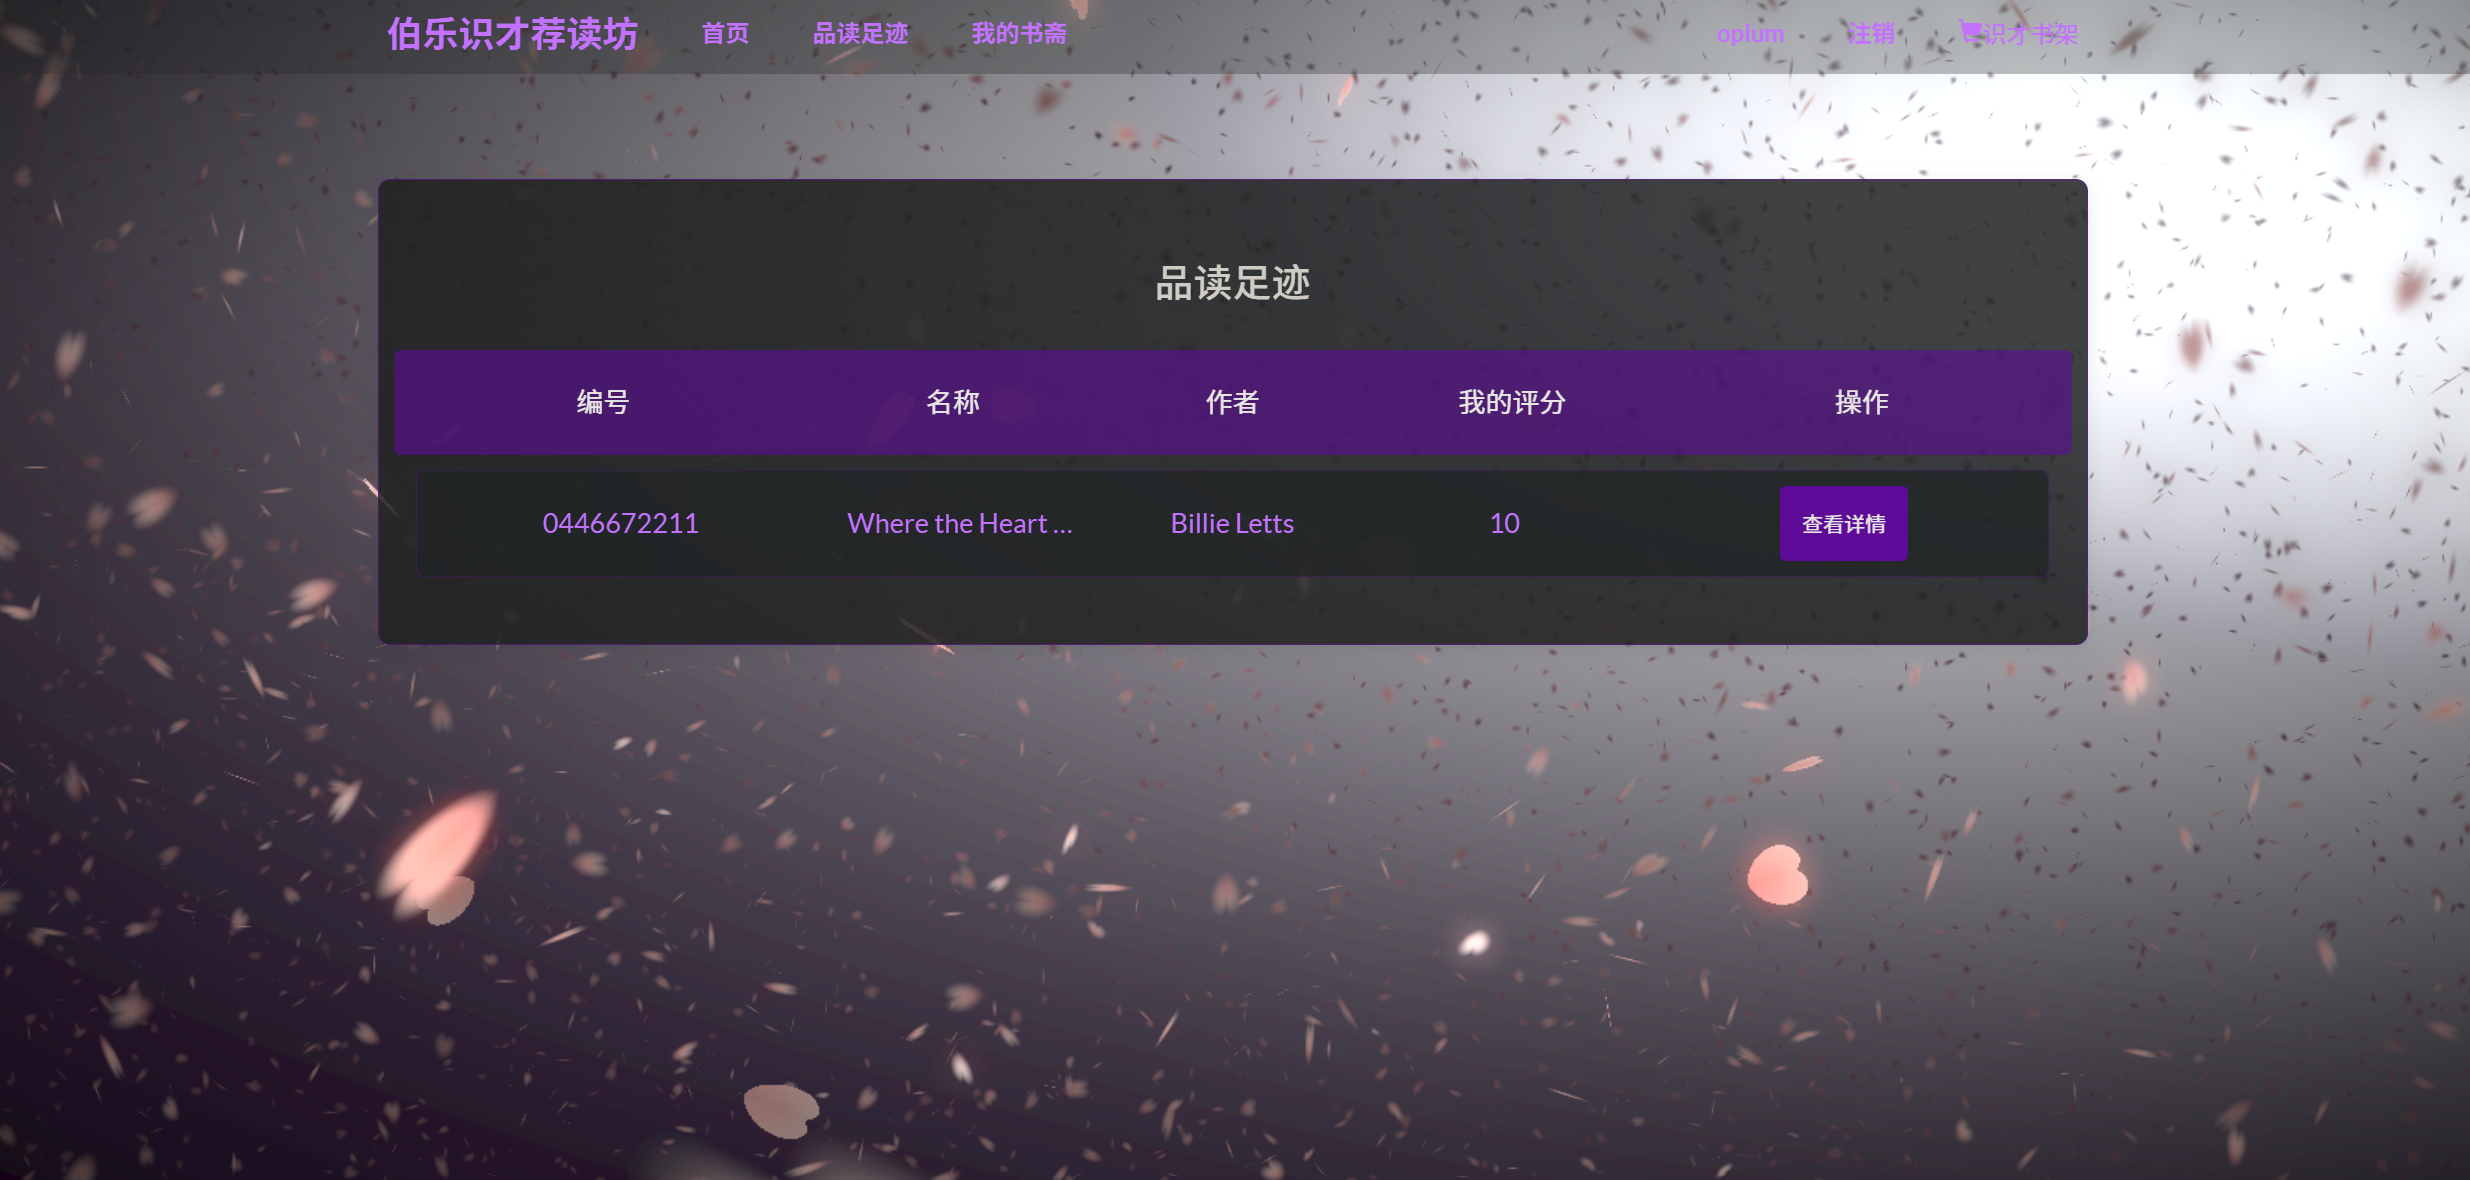 伯乐识才荐读坊 首页 品读足迹 我的书斋 opium 注销 识才书架
品读足迹
编号 名称 作者 我的评分 操作
0446672211 Where the Heart ... Billie Letts 10 查看详情